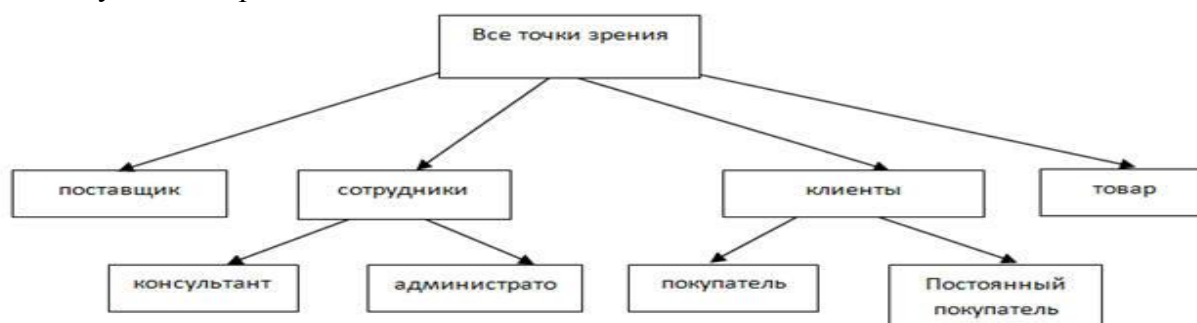 Все точки зрения
поставщик
сотрудники
клиенты
товар
консультант
администрато
покупатель
Постоянный
покупатель